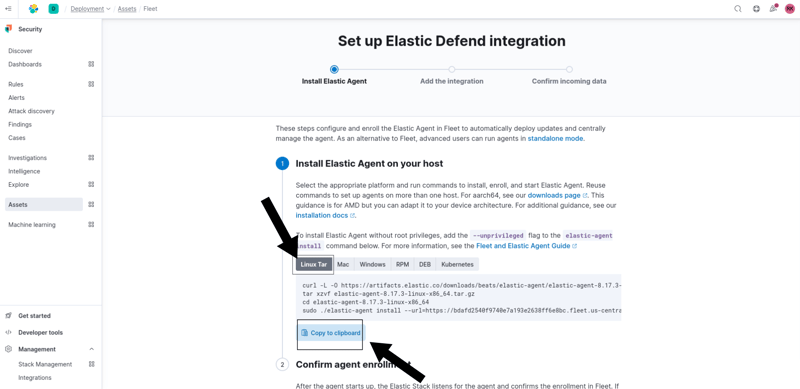 D Deployment / Assets / Fleet
Security
Discover
Dashboards
Rules
Alerts
Attack discovery
Findings
Cases
Investigations
Intelligence
Explore
Assets
Machine learning
Get started
Developer tools
Management
Stack Management
Integrations
Set up Elastic Defend integration
Install Elastic Agent
Add the integration
Confirm incoming data
These steps configure and enroll the Elastic Agent in Fleet to automatically deploy updates and centrally
manage the agent. As an alternative to Fleet, advanced users can run agents in standalone mode.
1 Install Elastic Agent on your host
Select the appropriate platform and run commands to install, enroll, and start Elastic Agent. Reuse
commands to set up agents on more than one host. For aarch64, see our downloads page. This
guidance is for AMD but you can adapt it to your device architecture. For additional guidance, see our
installation docs.
To install Elastic Agent without root privileges, add the --unprivileged flag to the elastic-agent
install command below. For more information, see the Fleet and Elastic Agent Guide
Linux Tar Mac Windows RPM DEB Kubernetes
curl -L -O https://artifacts.elastic.co/downloads/beats/elastic-agent/elastic-agent-8.17.3-
tar xzvf elastic-agent-8.17.3-linux-x86_64.tar.gz
cd elastic-agent-8.17.3-linux-x86_64
sudo ./elastic-agent install --url=https://bdafd2540f9740e7a193e2638ff6e8bc.fleet.us-centra
Copy to clipboard
2 Confirm agent enrollment
After the agent starts up, the Elastic Stack listens for the agent and confirms the enrollment in Fleet. If